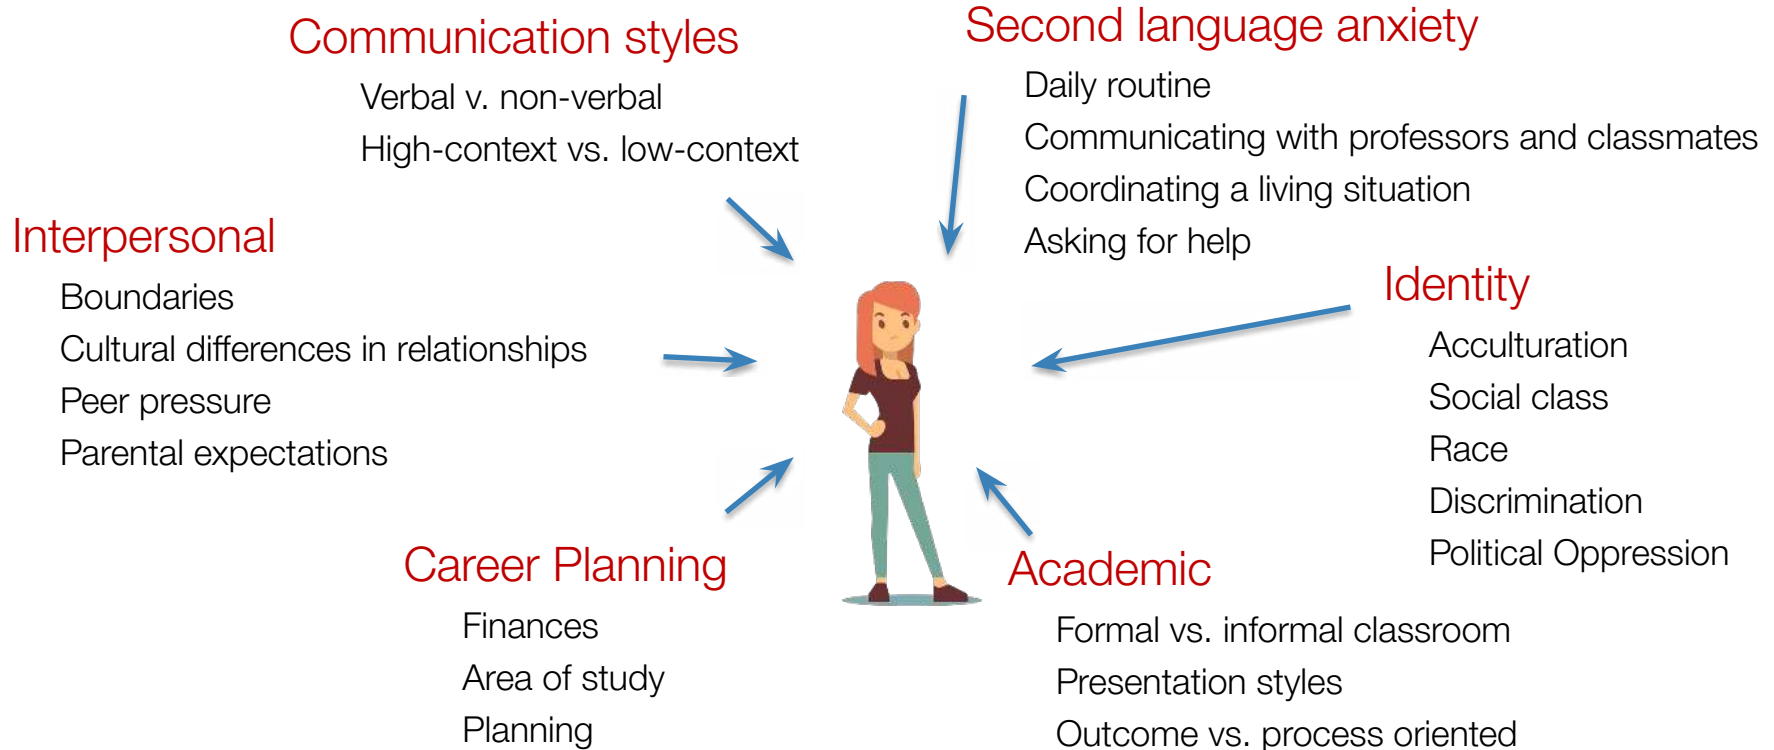 Communication styles
Verbal v. non-verbal
High-context vs. low-context
Second language anxiety
Daily routine
Communicating with professors and classmates
Coordinating a living situation
Asking for help
Interpersonal
Boundaries
Cultural differences in relationships
Peer pressure
Parental expectations
Identity
Acculturation
Social class
Race
Discrimination
Political Oppression
Career Planning
Finances
Area of study
Planning
Academic
Formal vs. informal classroom
Presentation styles
Outcome vs. process oriented